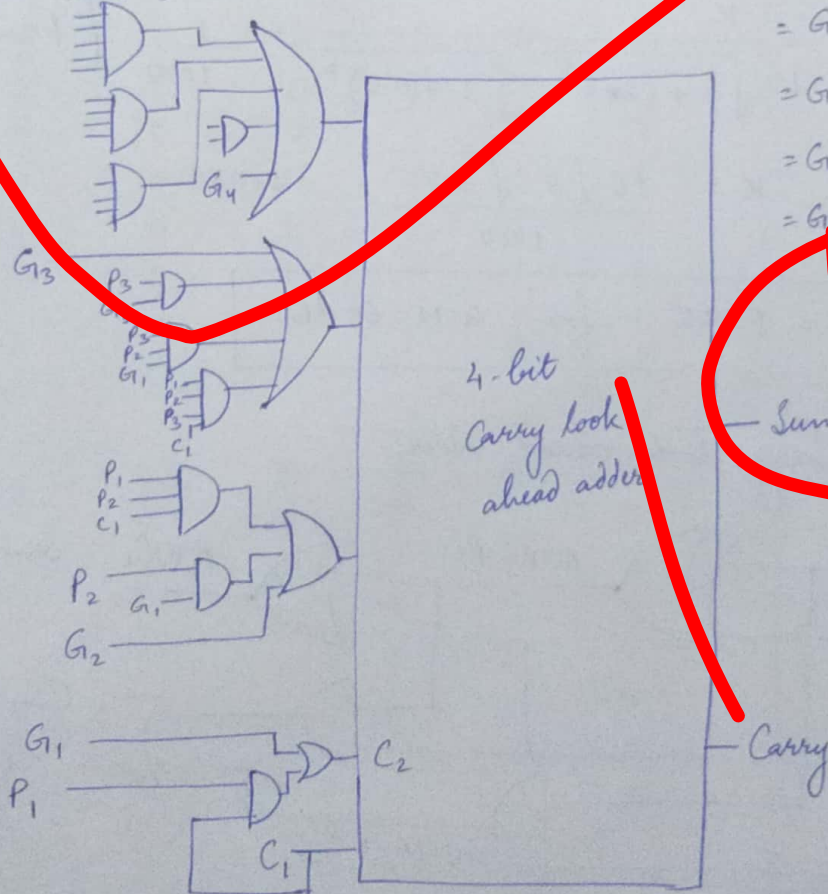 = G
= G
= G
= G
G4
G3
P3
P3
P2
G1
P1
P2
P3
C1
4-bit
Carry look
ahead adder
Sum
P1
P2
C1
P2
G1
G2
G1
C2
P1
Carry
C1